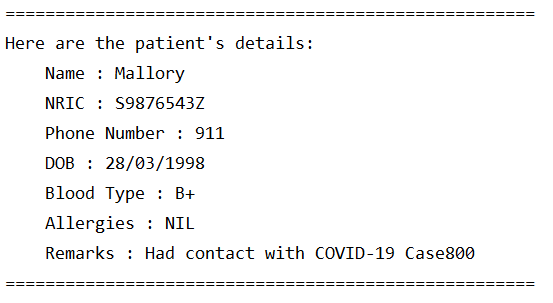 =====================================================
Here are the patient's details:
Name : Mallory
NRIC : S9876543Z
Phone Number : 911
DOB : 28/03/1998
Blood Type : B+
Allergies : NIL
Remarks : Had contact with COVID-19 Case800
=====================================================